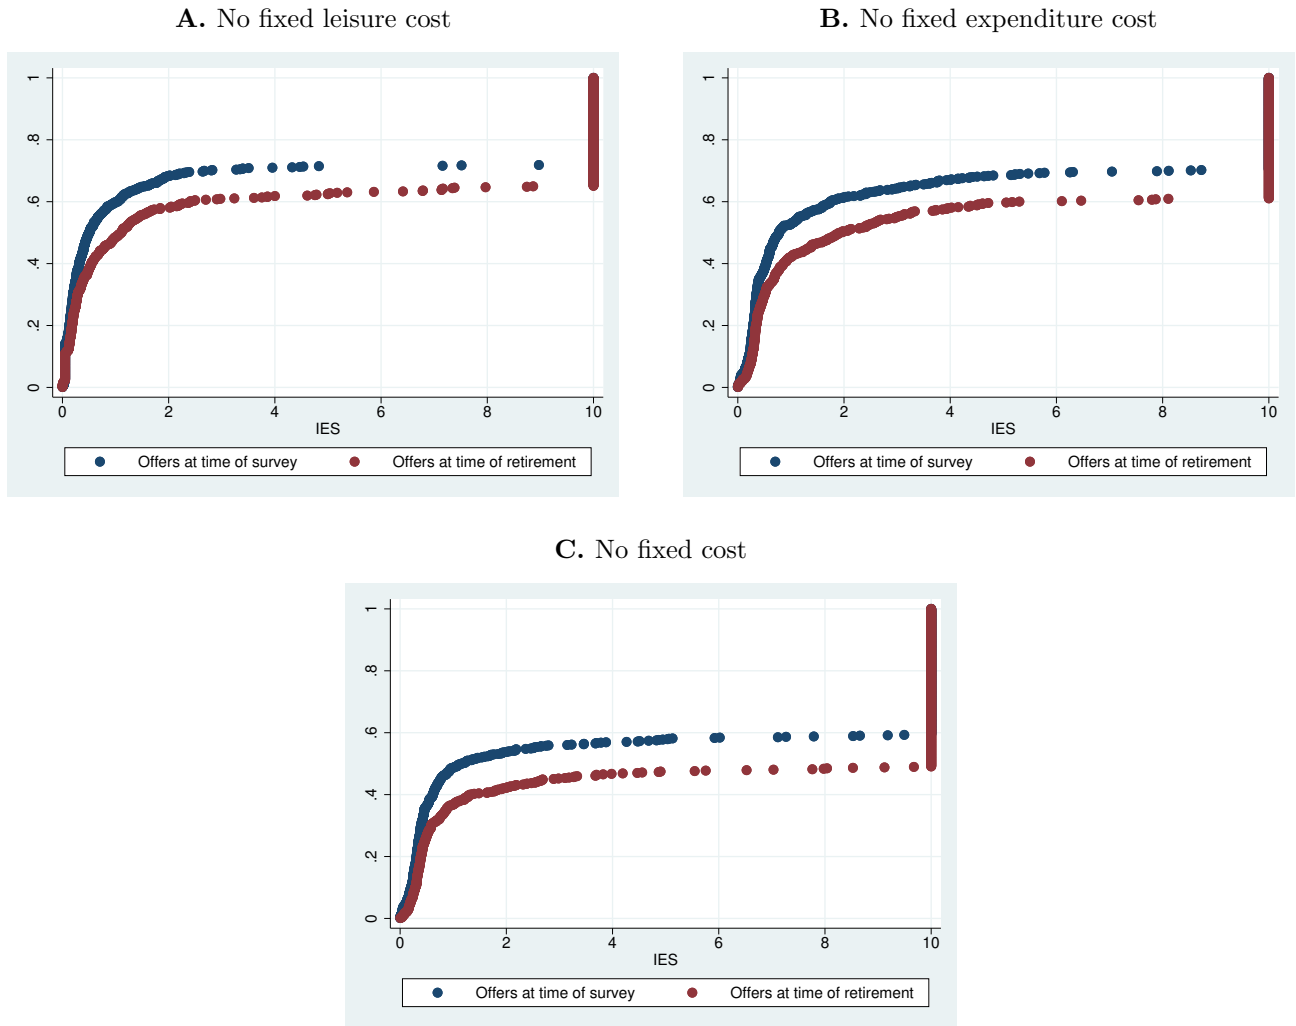 A. No fixed leisure cost
1
.8
.6
.4
.2
0
0 2 4 6 8 10
IES
Offers at time of survey Offers at time of retirement
B. No fixed expenditure cost
1
.8
.6
.4
.2
0
0 2 4 6 8 10
IES
Offers at time of survey Offers at time of retirement
C. No fixed cost
1
.8
.6
.4
.2
0
0 2 4 6 8 10
IES
Offers at time of survey Offers at time of retirement